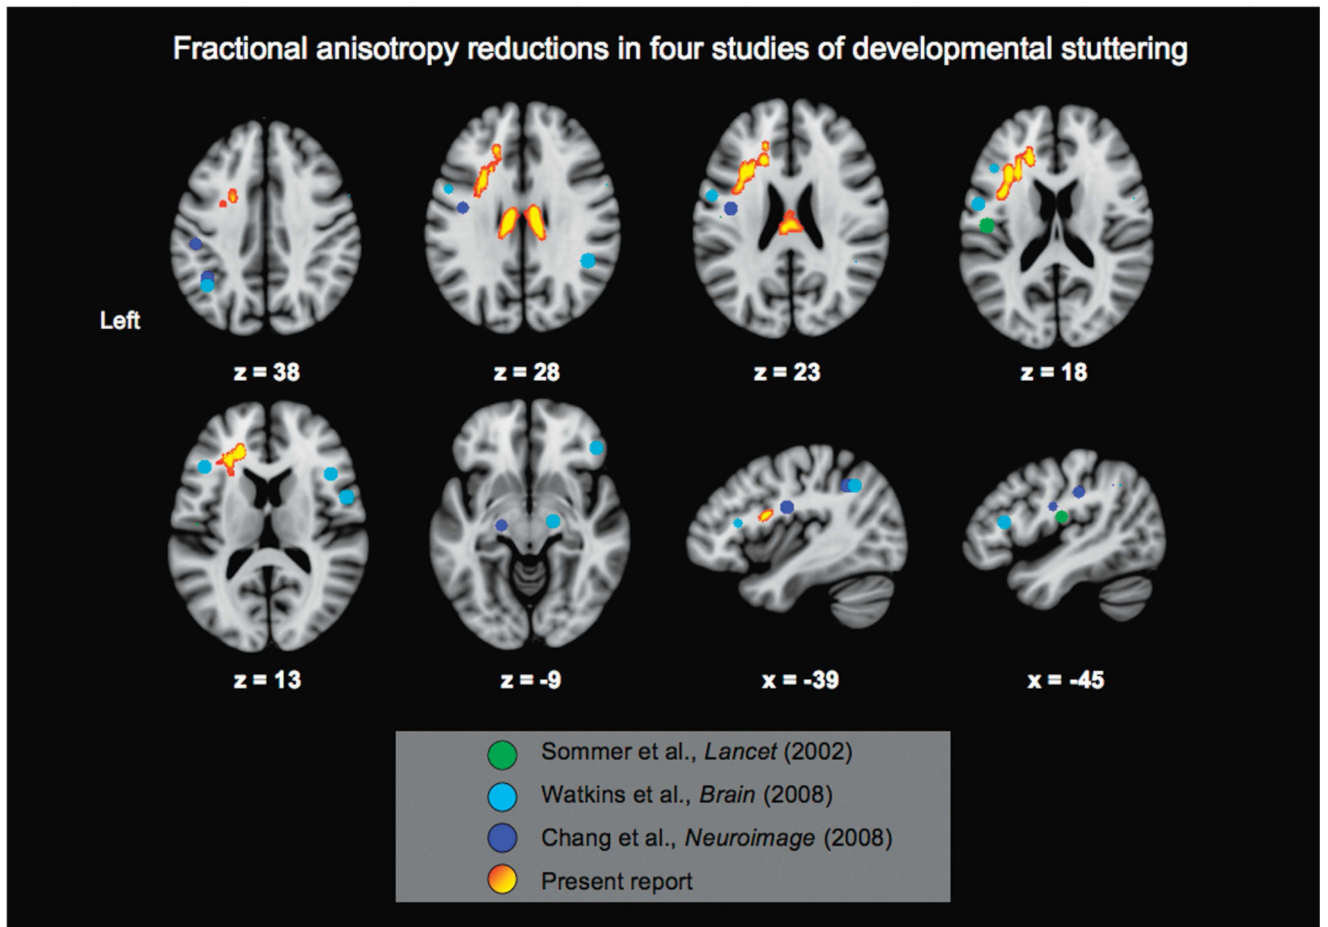 Fractional anisotropy reductions in four studies of developmental stuttering
Left
z = 38
z = 28
z = 23
z = 18
z = 13
z = -9
x = -39
x = -45
Sommer et al., Lancet (2002)
Watkins et al., Brain (2008)
Chang et al., Neuroimage (2008)
Present report